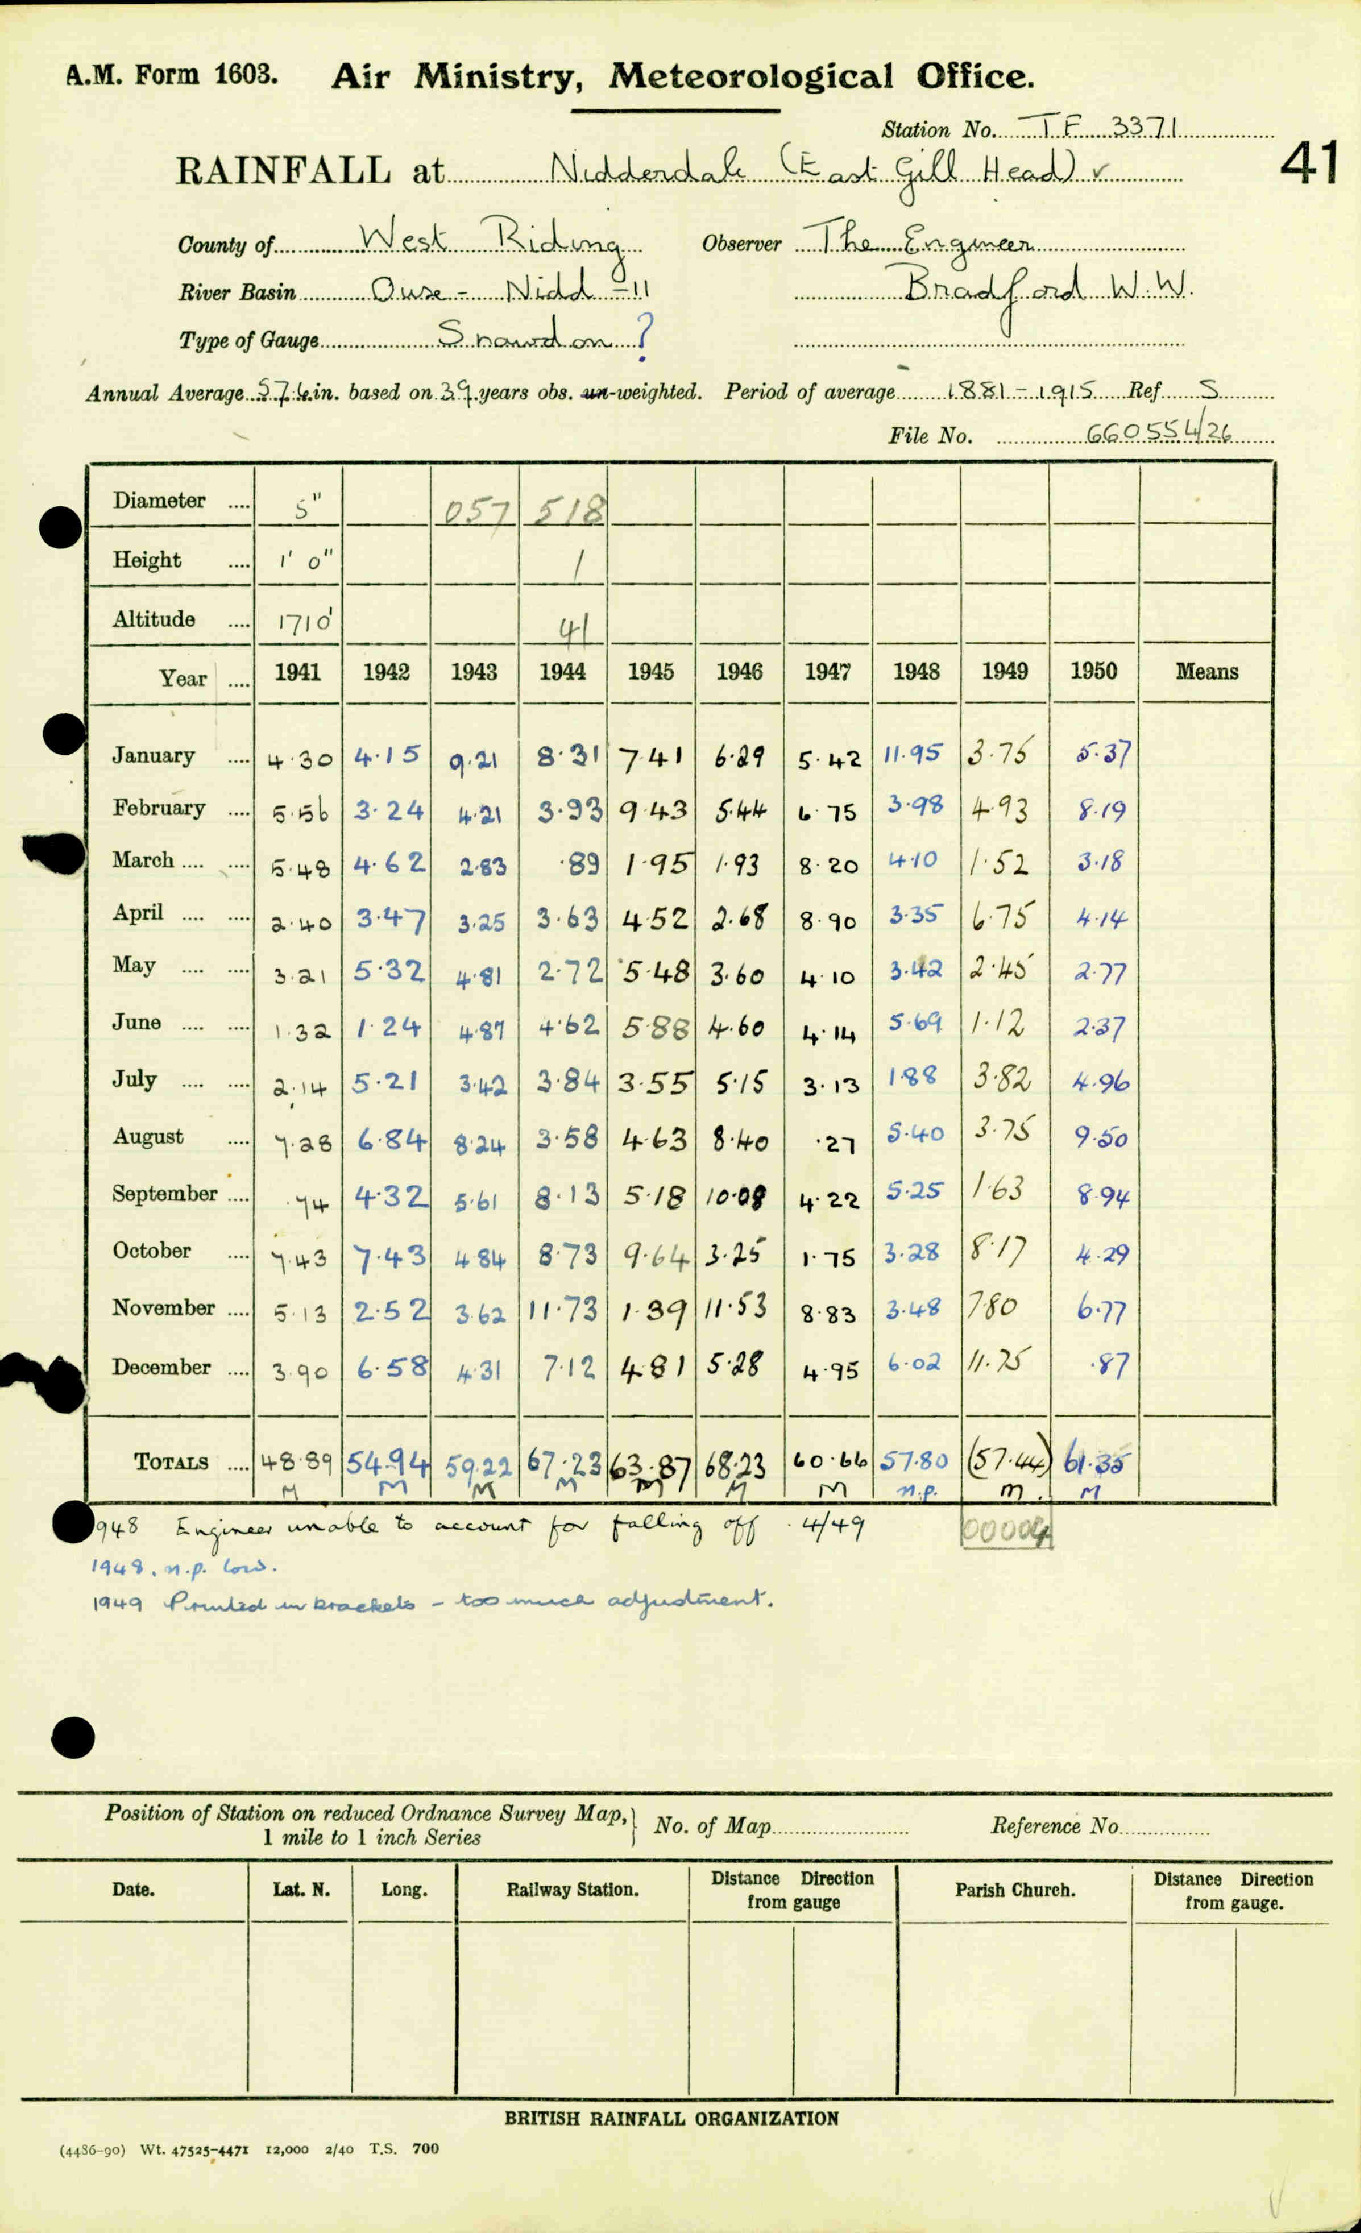 A.M. Form 1603. Air Ministry, Meteorological Office.
Station No. TF 3371
41
RAINFALL at Nidderdale (East Gill Head) v
County of West Riding Observer The Engineer
River Basin Ouse - Nidd -11 Bradford W.W.
Type of Gauge Snowdon ?
Annual Average 57.6 in. based on 39 years obs. un-weighted. Period of average 1881-1915 Ref S
File No. 660554/26
Diameter .... 5" 057 518
Height .... 1' 0" 1
Altitude .... 1710' 41
Year .... 1941 1942 1943 1944 1945 1946 1947 1948 1949 1950 Means
January .... 4.30 4.15 9.21 8.31 7.41 6.29 5.42 11.95 3.75 5.37
February .... 5.56 3.24 4.21 3.93 9.43 5.44 6.75 3.98 4.93 8.19
March .... .... 5.48 4.62 2.83 .89 1.95 1.93 8.20 4.10 1.52 3.18
April .... .... 2.40 3.47 3.25 3.63 4.52 2.68 8.90 3.35 6.75 4.14
May .... .... 3.21 5.32 4.81 2.72 5.48 3.60 4.10 3.42 2.45 2.77
June .... .... 1.32 1.24 4.87 4.62 5.88 4.60 4.14 5.69 1.12 2.37
July .... .... 2.14 5.21 3.42 3.84 3.55 5.15 3.13 1.88 3.82 4.96
August .... 7.28 6.84 8.24 3.58 4.63 8.40 .27 5.40 3.75 9.50
September .... .74 4.32 5.61 8.13 5.18 10.08 4.22 5.25 1.63 8.94
October .... 7.43 7.43 4.84 8.73 9.64 3.25 1.75 3.28 8.17 4.29
November .... 5.13 2.52 3.62 11.73 1.39 11.53 8.83 3.48 7.80 6.77
December .... 3.90 6.58 4.31 7.12 4.81 5.28 4.95 6.02 11.75 .87
TOTALS .... 48.89 54.94 59.22 67.23 63.87 68.23 60.66 57.80 (57.44) 61.35
M M M M M M M n.p. m. M
948 Engineer unable to account for falling off . 4/49 00004
1948. n.p. low.
1949 Printed in brackets - too much adjustment.
Position of Station on reduced Ordnance Survey Map, 1 mile to 1 inch Series } No. of Map Reference No
Date. Lat. N. Long. Railway Station. Distance Direction from gauge Parish Church. Distance Direction from gauge.
BRITISH RAINFALL ORGANIZATION
(4486-90) Wt. 47525-4471 12,000 2/40 T.S. 700